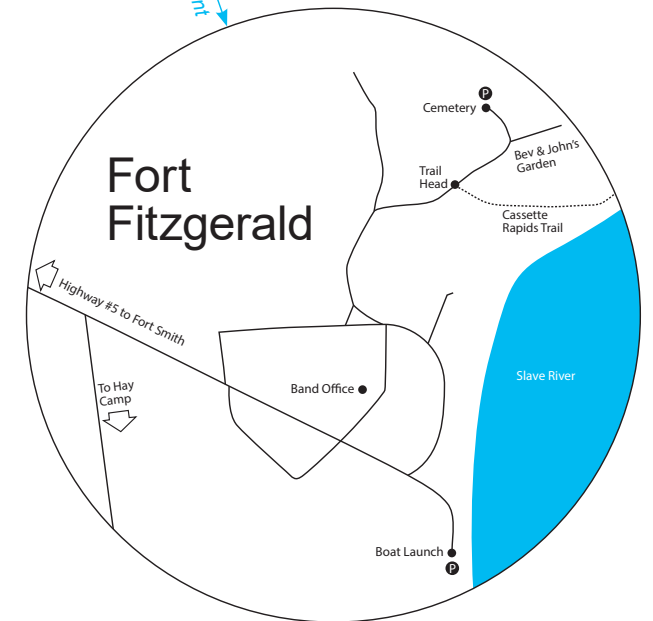 nt
P
Cemetery
Bev & John's
Garden
Trail
Head
Fort
Fitzgerald
Cassette
Rapids Trail
Highway #5 to Fort Smith
Slave River
To Hay
Camp
Band Office
Boat Launch
P